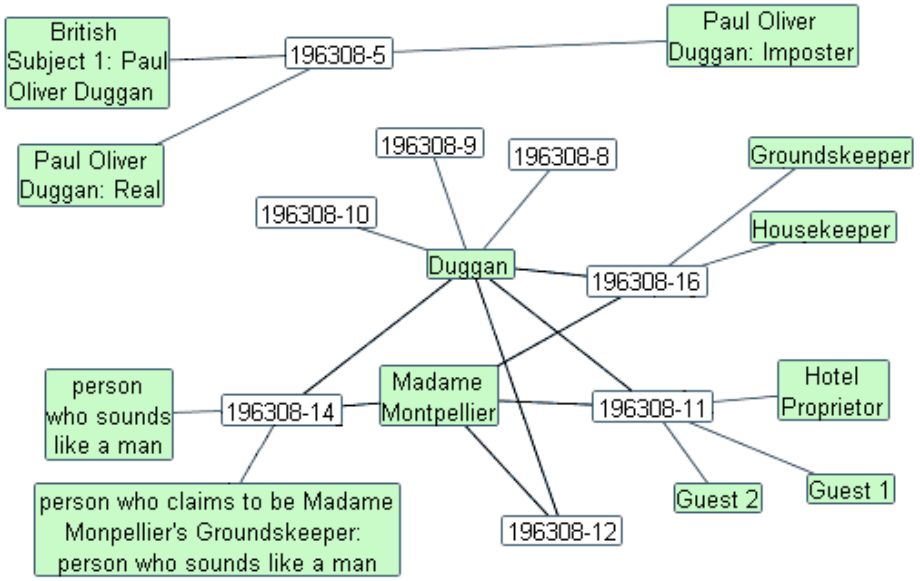 British
Subject 1: Paul
Oliver Duggan
196308-5
Paul Oliver
Duggan: Imposter
Paul Oliver
Duggan: Real
196308-9
196308-8
Groundskeeper
196308-10
Housekeeper
Duggan
196308-16
person
who sounds
like a man
196308-14
Madame
Montpellier
196308-11
Hotel
Proprietor
person who claims to be Madame
Monpellier's Groundskeeper:
person who sounds like a man
196308-12
Guest 2
Guest 1